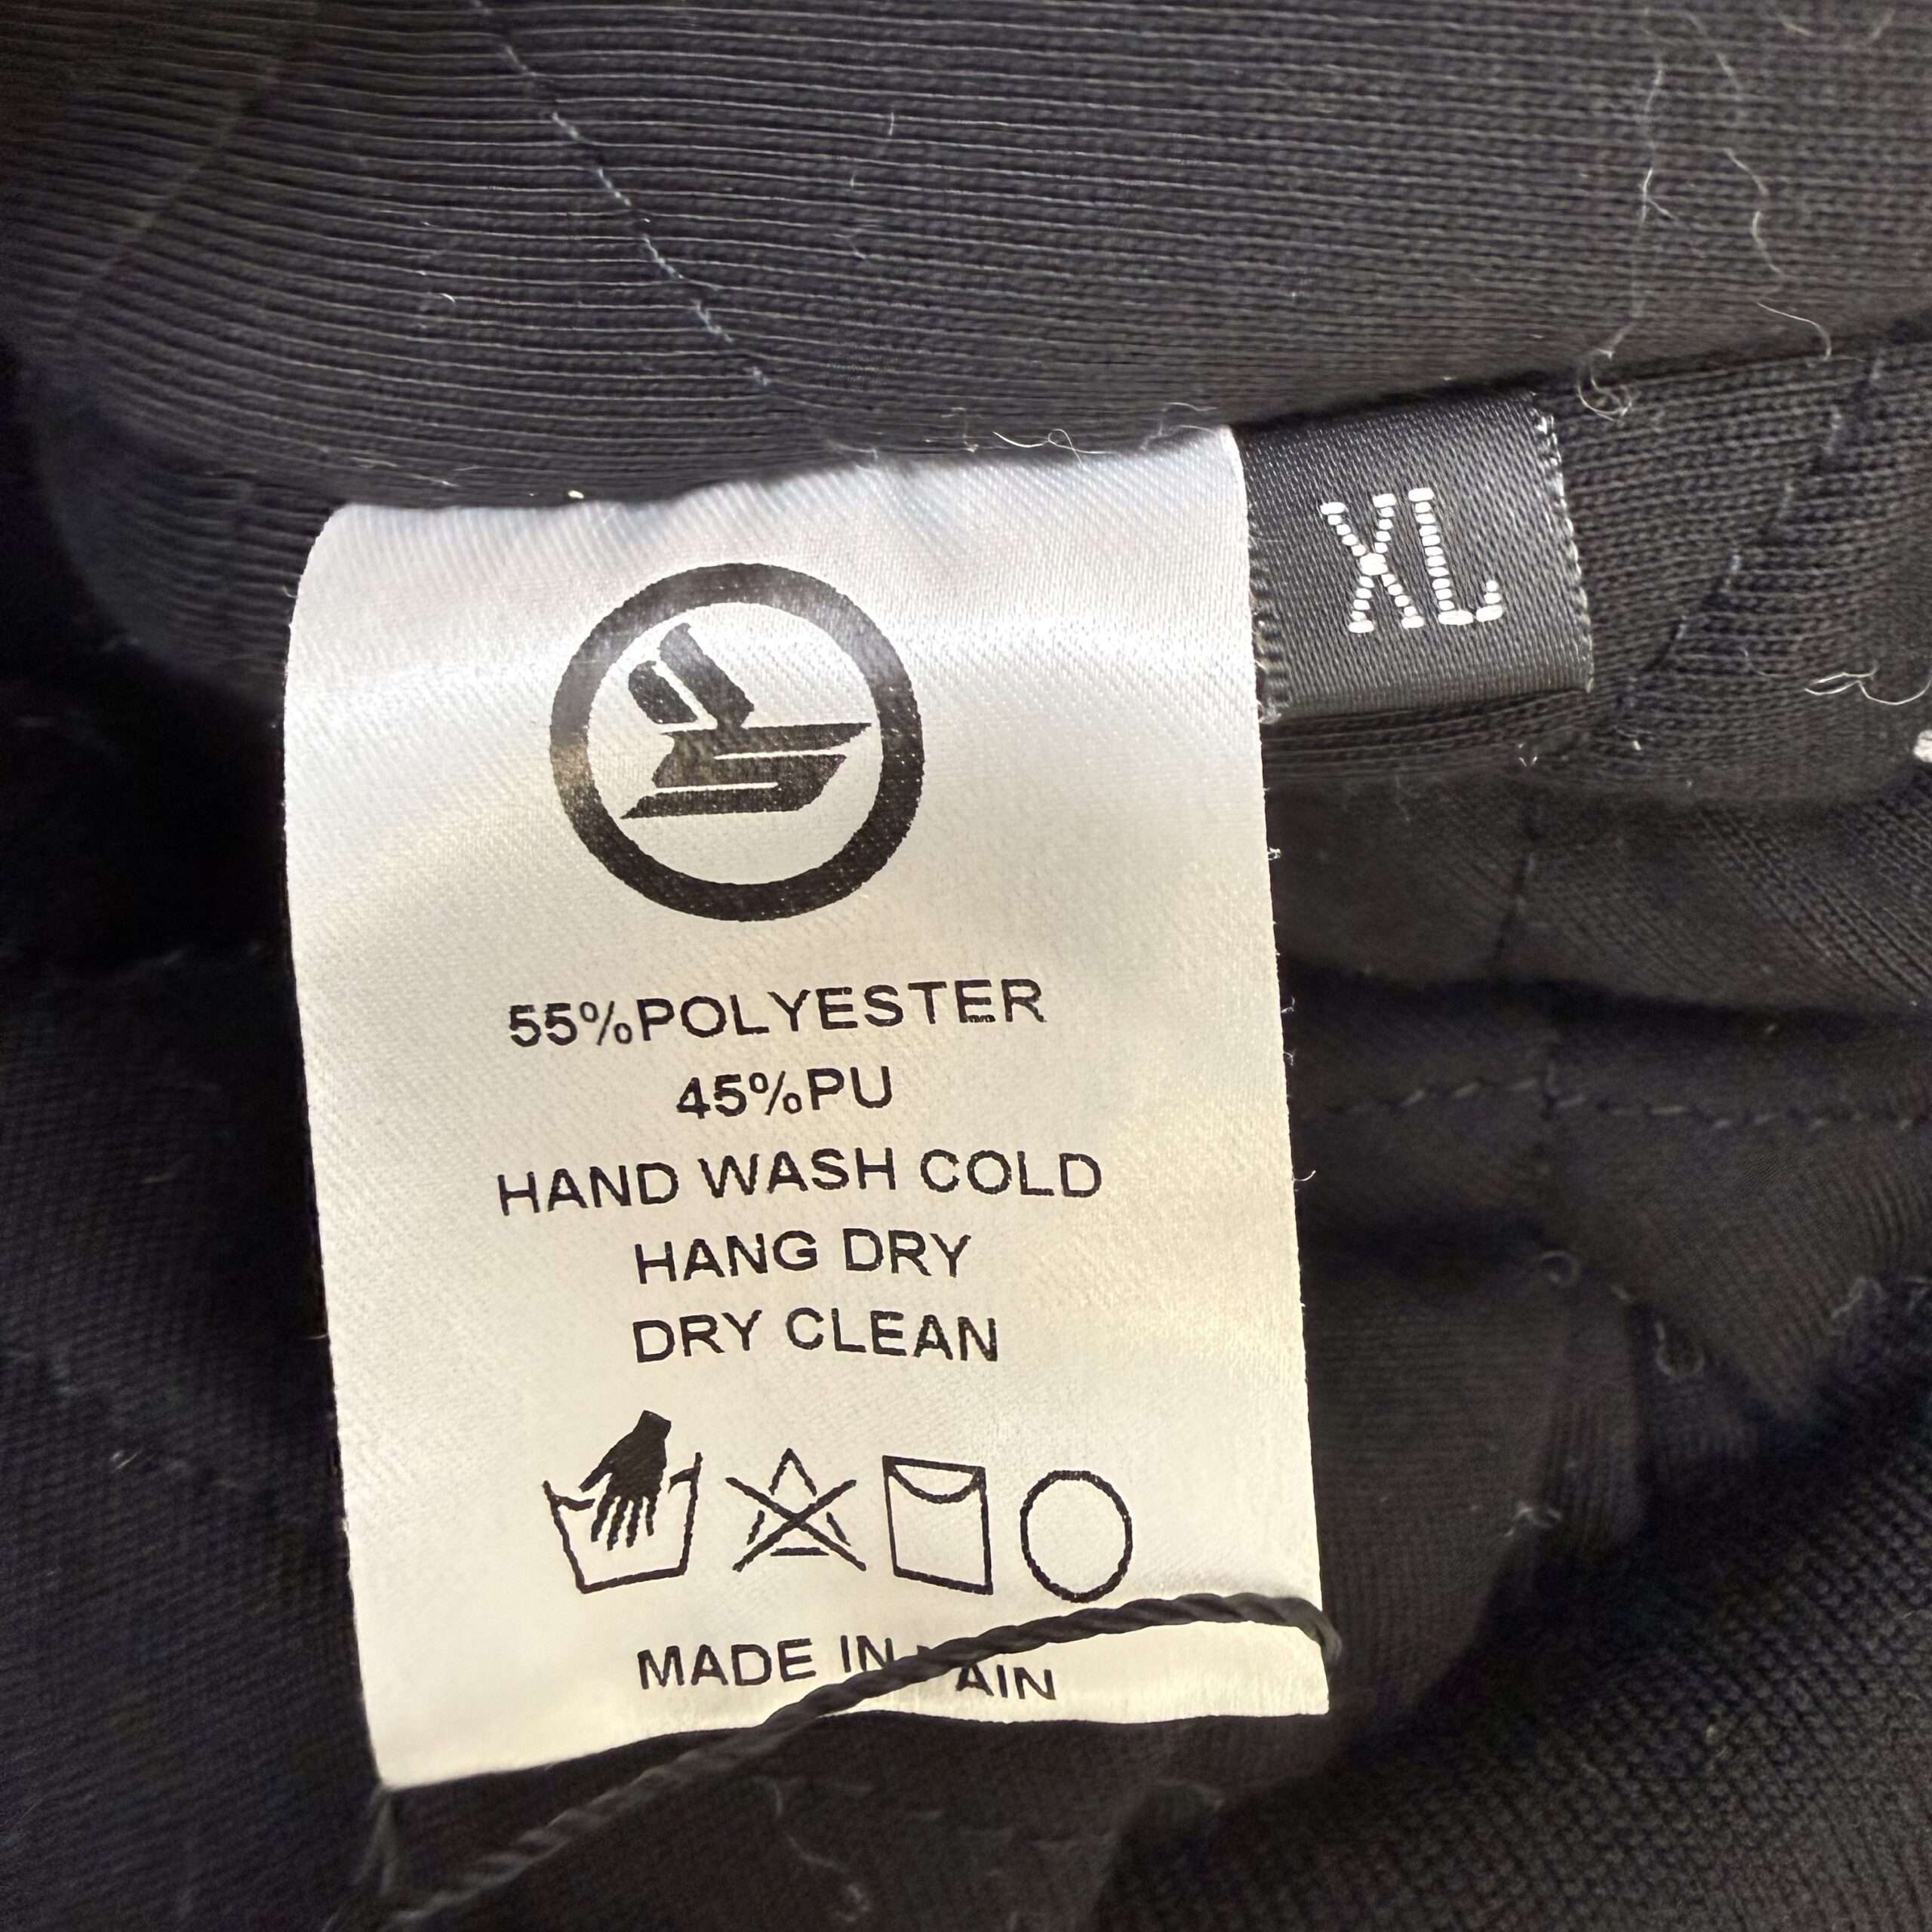 XL
55%POLYESTER
45%PU
HAND WASH COLD
HANG DRY
DRY CLEAN
MADE IN